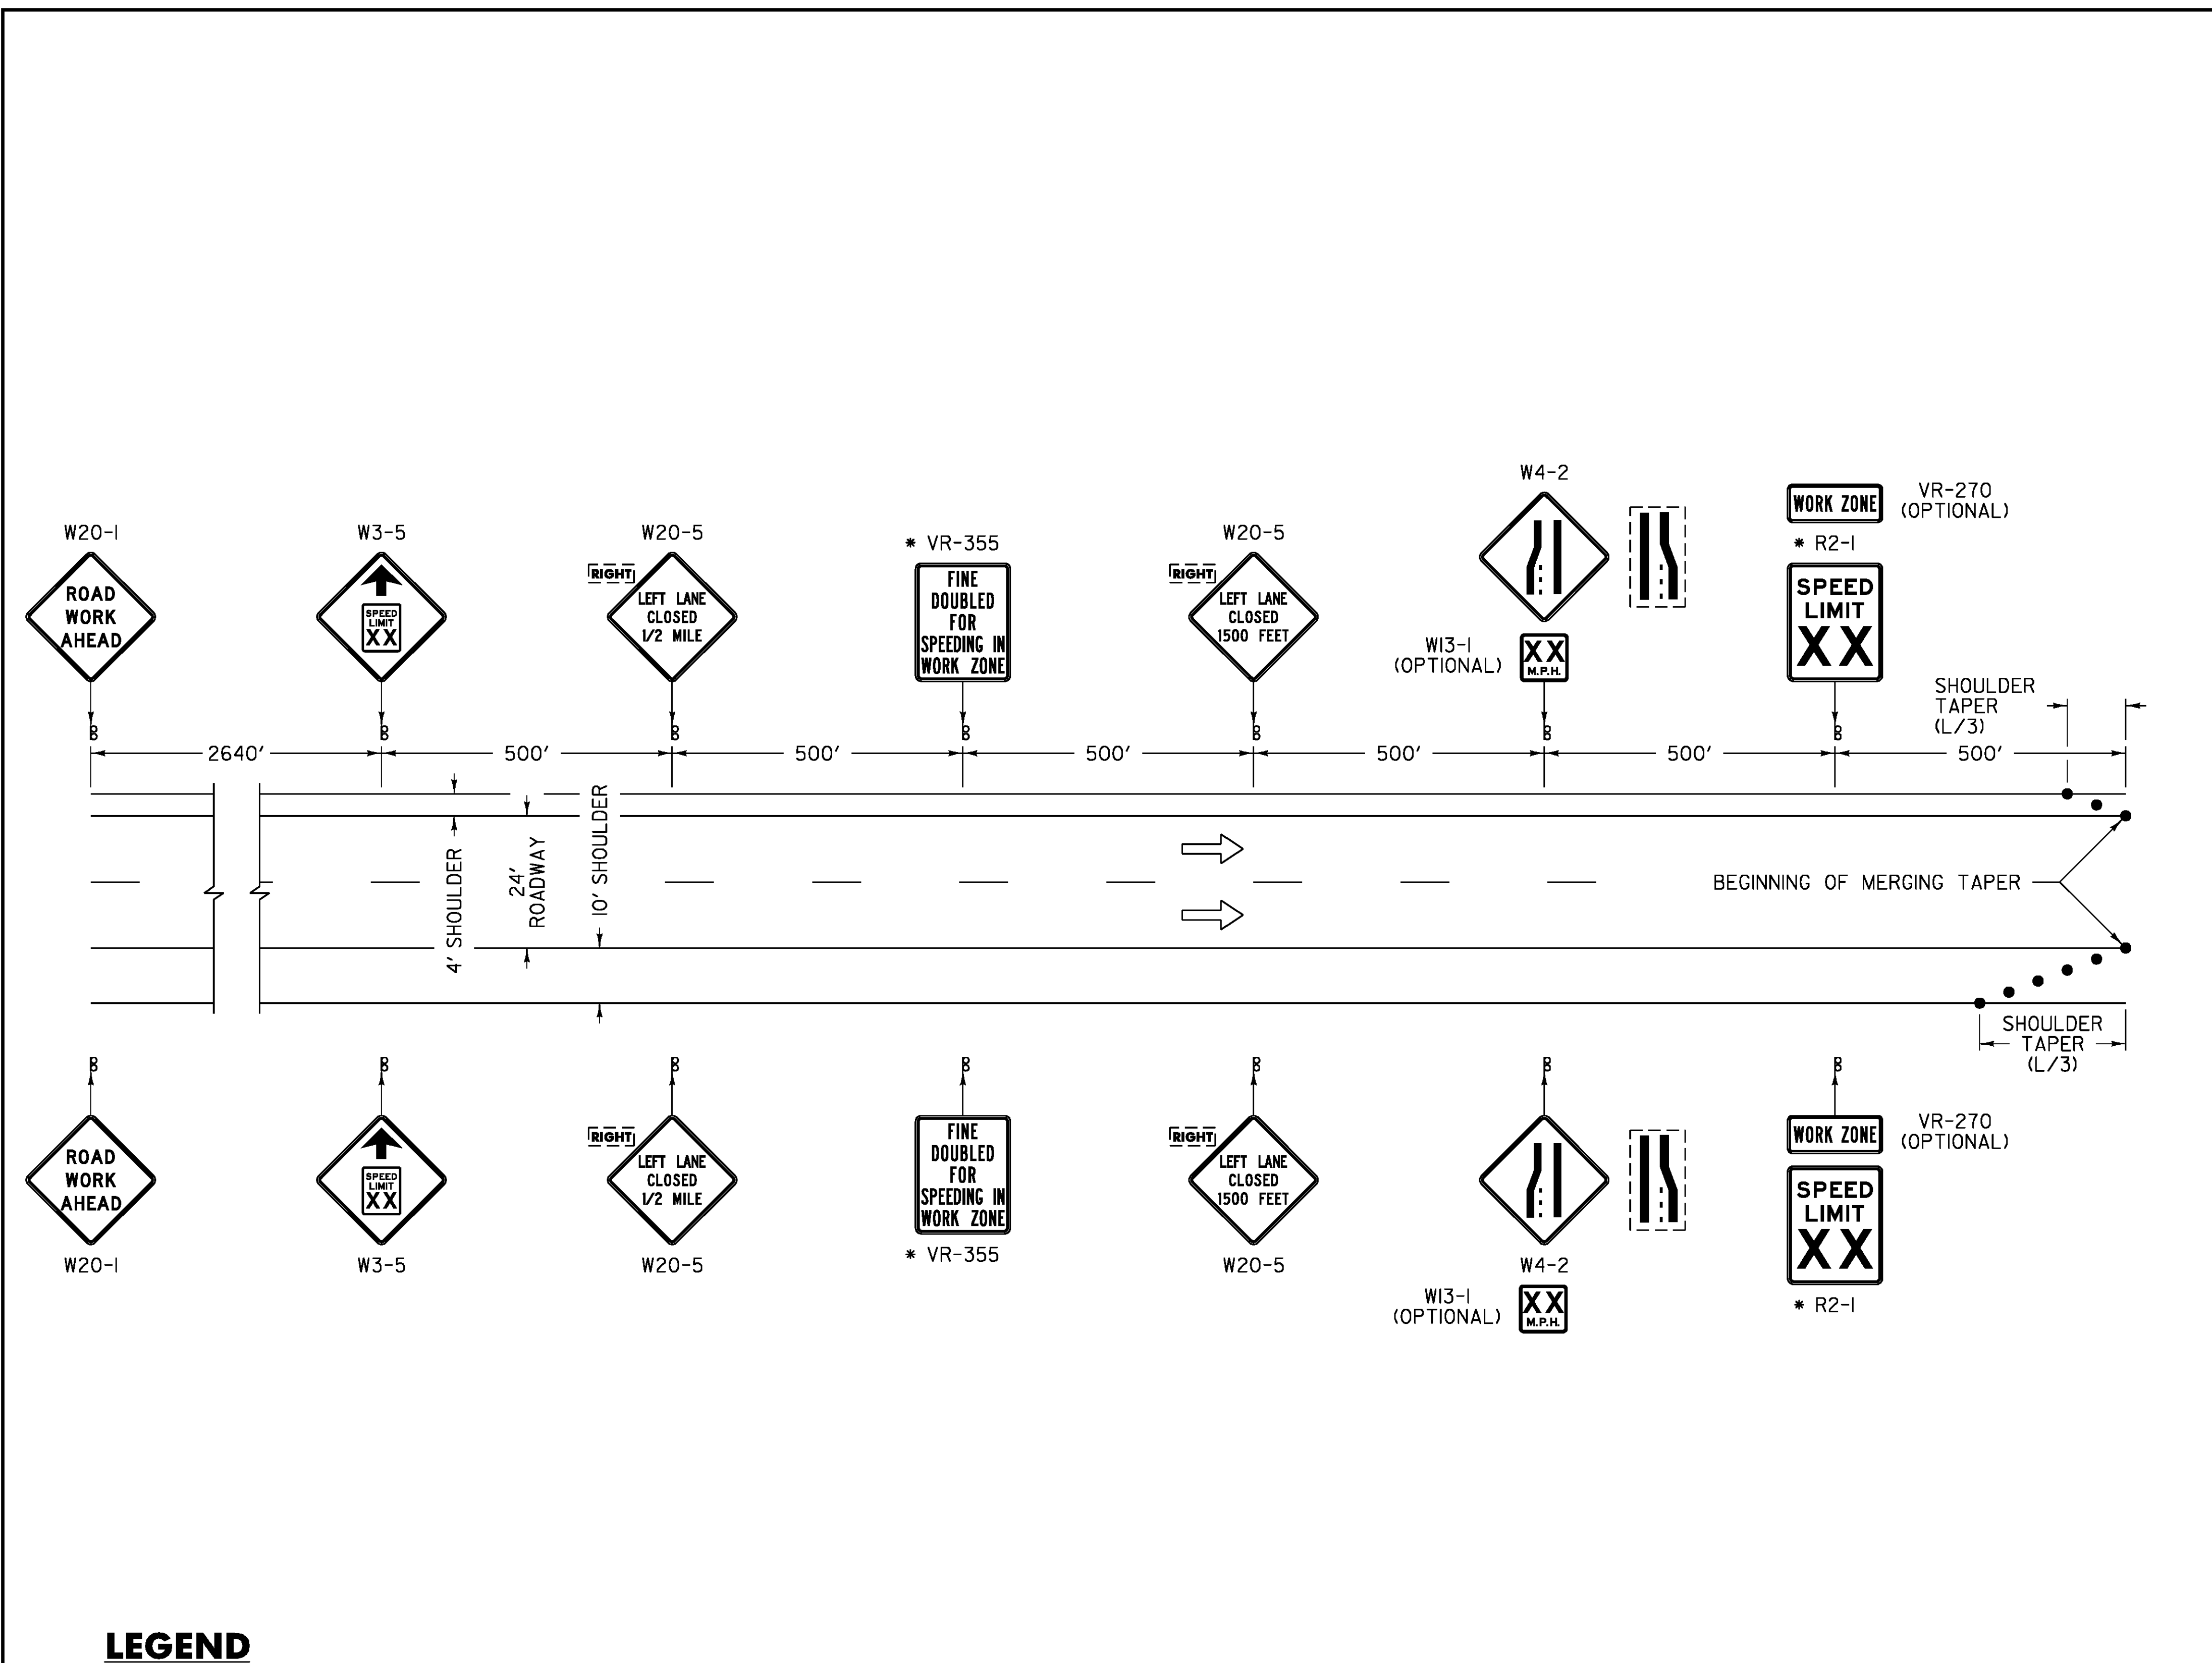 W20-1
ROAD
WORK
AHEAD
W3-5
SPEED
LIMIT
XX
W20-5
RIGHT
LEFT LANE
CLOSED
1/2 MILE
* VR-355
FINE
DOUBLED
FOR
SPEEDING IN
WORK ZONE
W20-5
RIGHT
LEFT LANE
CLOSED
1500 FEET
W4-2
W13-1
(OPTIONAL)
XX
M.P.H.
WORK ZONE
VR-270
(OPTIONAL)
* R2-1
SPEED
LIMIT
XX
SHOULDER
TAPER
(L/3)
2640'
500'
500'
500'
500'
500'
500'
4' SHOULDER
24'
ROADWAY
10' SHOULDER
BEGINNING OF MERGING TAPER
SHOULDER
TAPER
(L/3)
ROAD
WORK
AHEAD
W20-1
SPEED
LIMIT
XX
W3-5
RIGHT
LEFT LANE
CLOSED
1/2 MILE
W20-5
FINE
DOUBLED
FOR
SPEEDING IN
WORK ZONE
* VR-355
RIGHT
LEFT LANE
CLOSED
1500 FEET
W20-5
W4-2
W13-1
(OPTIONAL)
XX
M.P.H.
WORK ZONE
VR-270
(OPTIONAL)
SPEED
LIMIT
XX
* R2-1
LEGEND